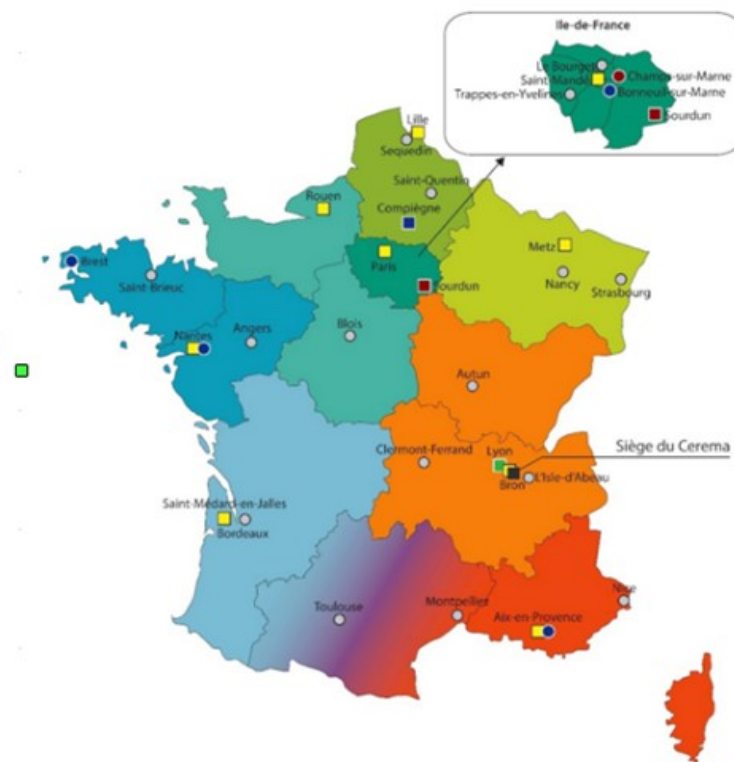 Ile-de-France
Le Bourget
Champs-sur-Marne
Saint-Mandé
Trappes-en-Yvelines
Bonneuil-sur-Marne
Sourdun
Lille
Sequedin
Saint-Quentin
Rouen
Compiègne
Metz
Paris
Brest
Saint-Brieuc
Sourdun
Nancy
Strasbourg
Nantes
Angers
Blois
Autun
Siège du Cerema
Clermont-Ferrand
Lyon
Bron
L'Isle-d'Abeau
Saint-Médard-en-Jalles
Bordeaux
Nice
Toulouse
Montpellier
Aix-en-Provence